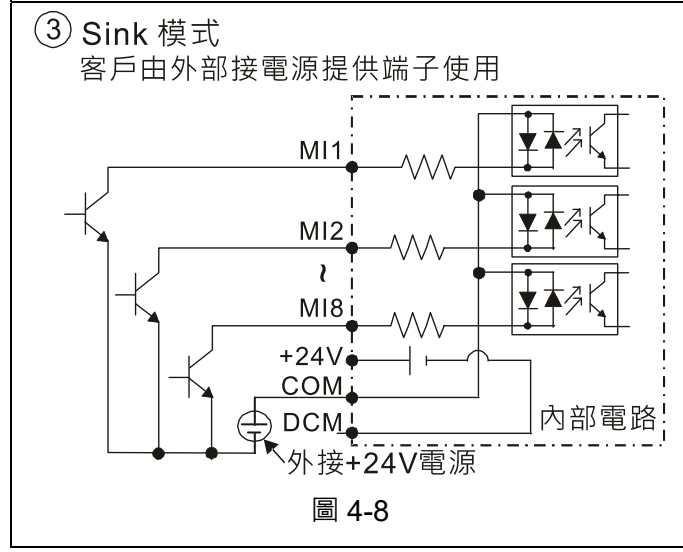 ③ Sink 模式
客戶由外部接電源提供端子使用
MI1
MI2
~
MI8
+24V
COM
DCM
內部電路
外接+24V電源
圖 4-8